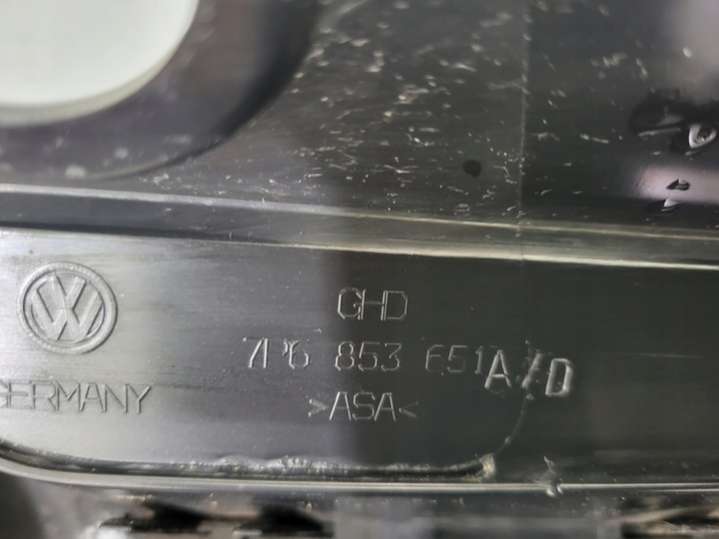 GHD
7P6 853 651 A/D
GERMANY >ASA<